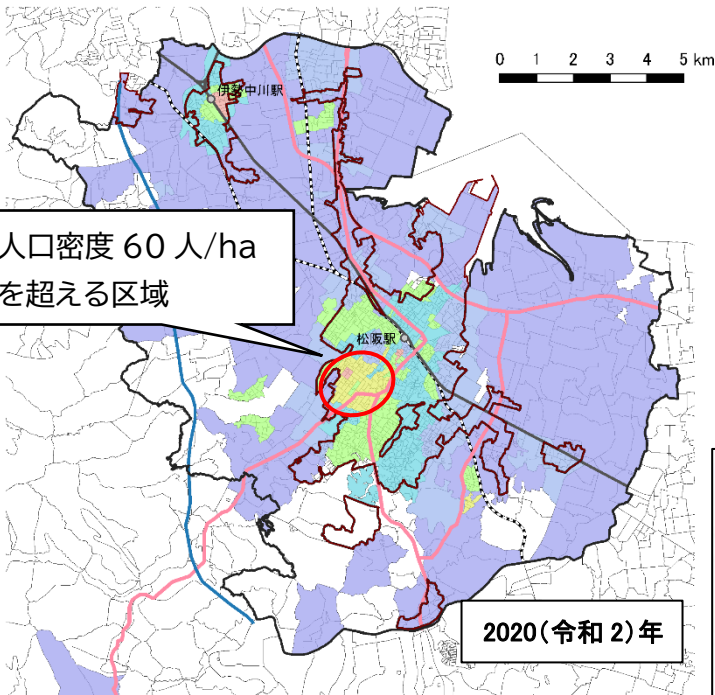 0 1 2 3 4 5 km
伊勢中川駅
人口密度 60 人/ha
を超える区域
松阪駅
2020(令和 2)年